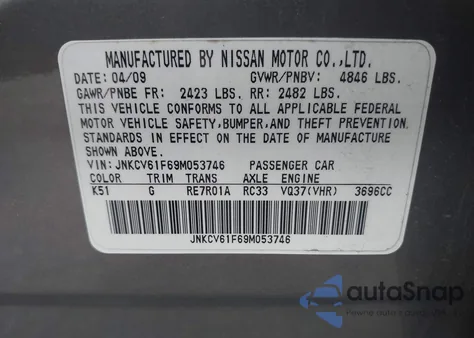 MANUFACTURED BY NISSAN MOTOR CO.,LTD.
DATE: 04/09 GVWR/PNBV: 4846 LBS.
GAWR/PNBE FR: 2423 LBS. RR: 2482 LBS.
THIS VEHICLE CONFORMS TO ALL APPLICABLE FEDERAL
MOTOR VEHICLE SAFETY, BUMPER, AND THEFT PREVENTION
STANDARDS IN EFFECT ON THE DATE OF MANUFACTURE
SHOWN ABOVE.
VIN: JNKCV61F69M053746 PASSENGER CAR
COLOR TRIM TRANS AXLE ENGINE
K51 G RE7R01A RC33 VQ37(VHR) 3696CC
JNKCV61F69M053746
autoSnap
Pewne auta z USA